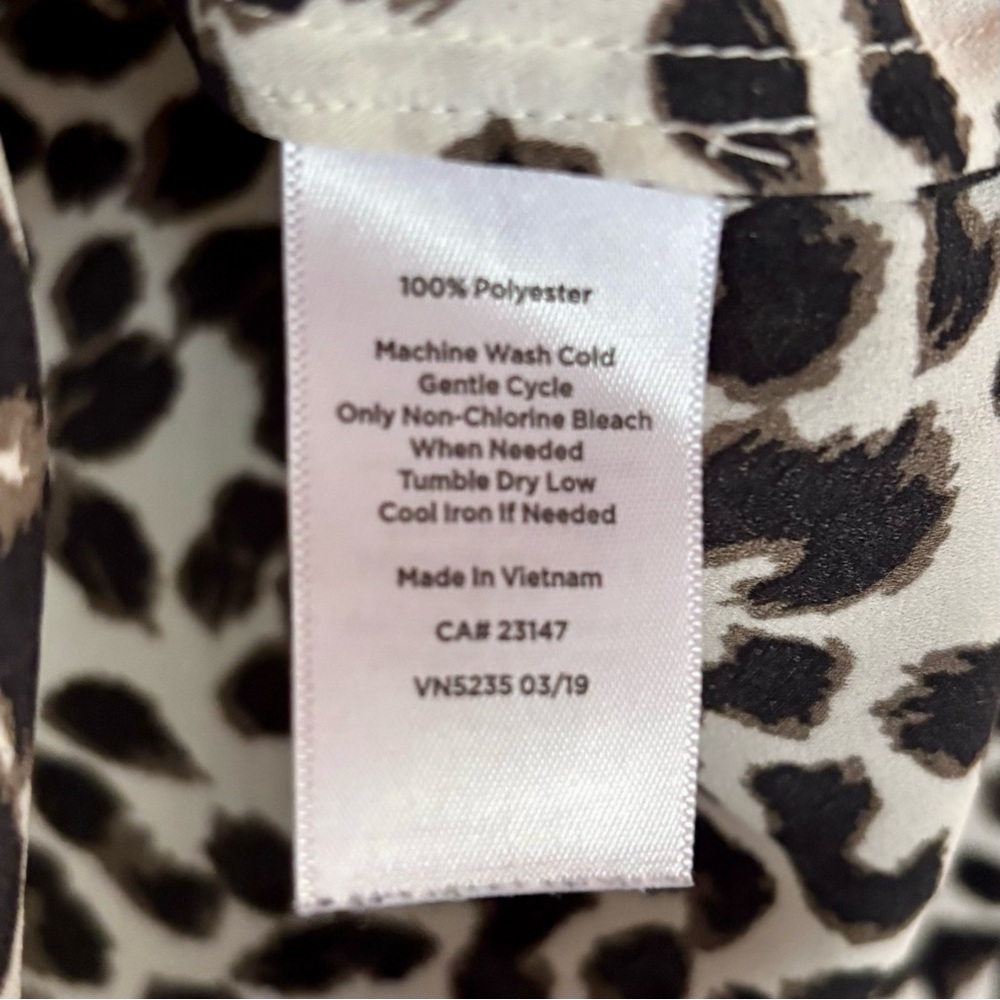 100% Polyester
Machine Wash Cold
Gentle Cycle
Only Non-Chlorine Bleach
When Needed
Tumble Dry Low
Cool Iron If Needed
Made In Vietnam
CA# 23147
VN5235 03/19